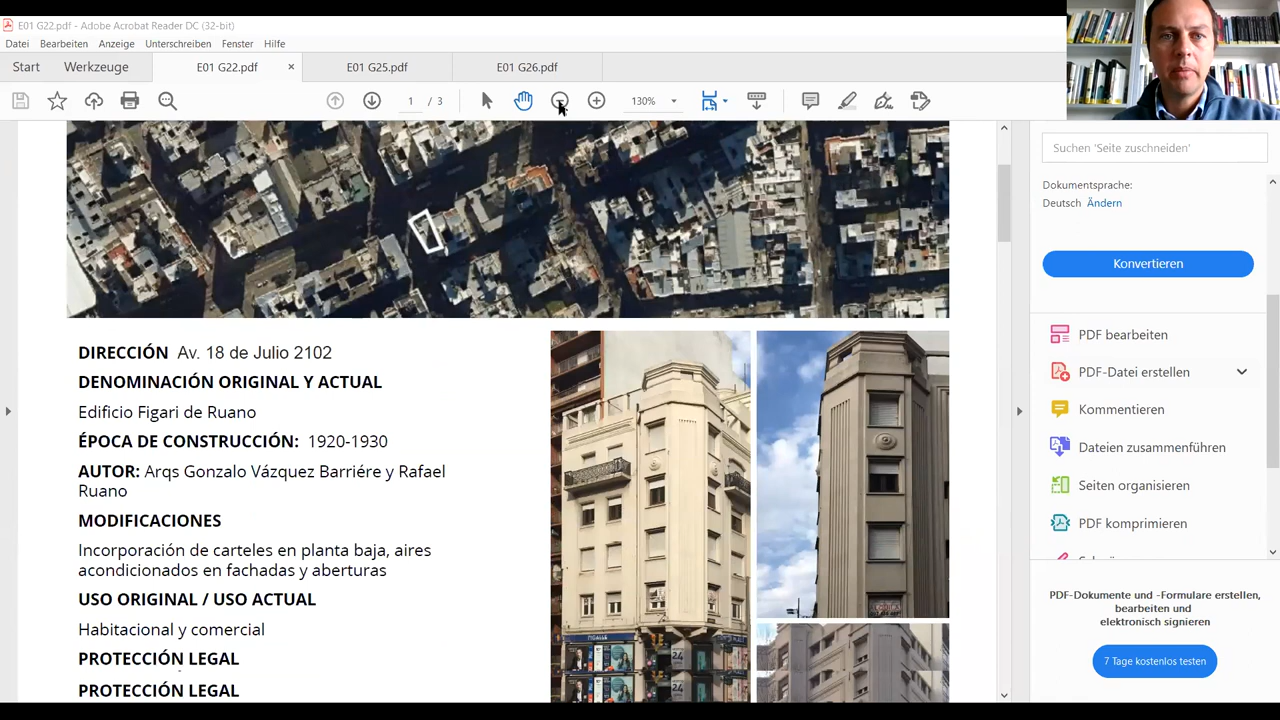 E01 G22.pdf - Adobe Acrobat Reader DC (32-bit)
Datei Bearbeiten Anzeige Unterschreiben Fenster Hilfe
Start Werkzeuge E01 G22.pdf × E01 G25.pdf E01 G26.pdf
1 / 3 130%
Suchen 'Seite zuschneiden'
Dokumentsprache:
Deutsch Ändern
Konvertieren
PDF bearbeiten
PDF-Datei erstellen
Kommentieren
Dateien zusammenführen
Seiten organisieren
PDF komprimieren
PDF-Dokumente und -Formulare erstellen,
bearbeiten und
elektronisch signieren
7 Tage kostenlos testen
DIRECCIÓN Av. 18 de Julio 2102
DENOMINACIÓN ORIGINAL Y ACTUAL
Edificio Figari de Ruano
ÉPOCA DE CONSTRUCCIÓN: 1920-1930
AUTOR: Arqs Gonzalo Vázquez Barriére y Rafael
Ruano
MODIFICACIONES
Incorporación de carteles en planta baja, aires
acondicionados en fachadas y aberturas
USO ORIGINAL / USO ACTUAL
Habitacional y comercial
PROTECCIÓN LEGAL
PROTECCIÓN LEGAL
PIGALLE
24
24